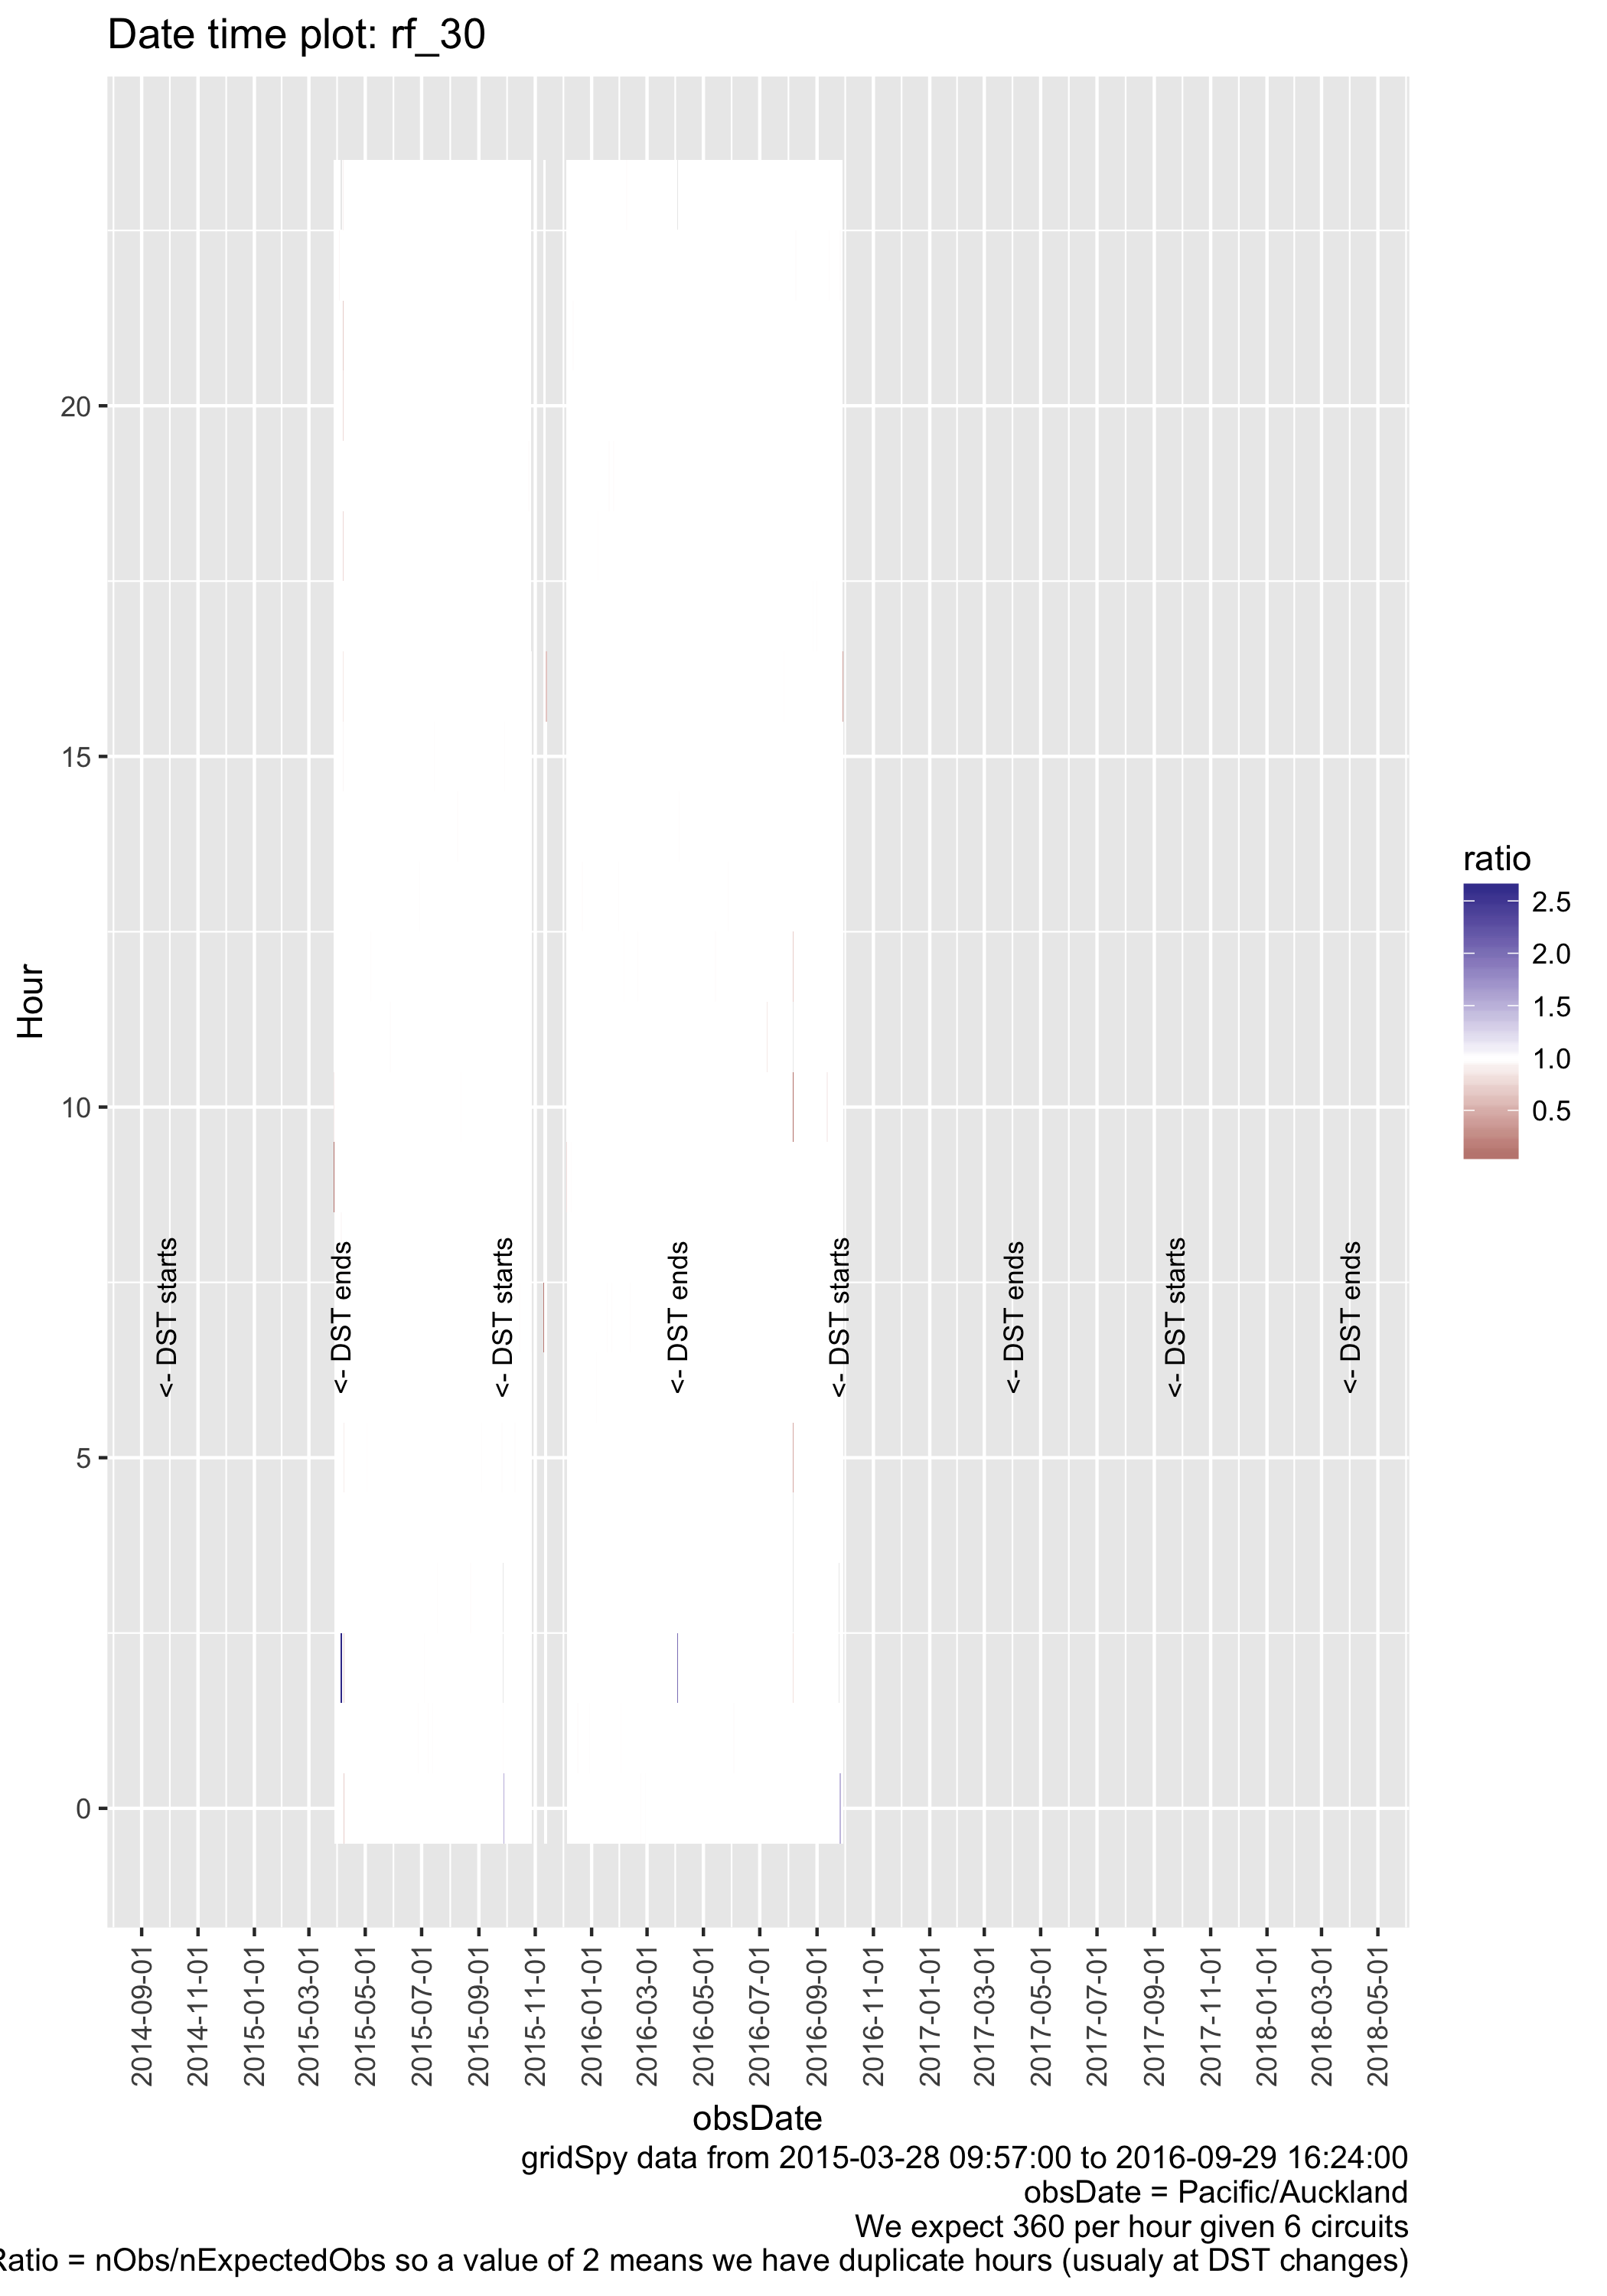 Date time plot: rf_30
20
15
10
5
0
Hour
<- DST starts
<- DST ends
<- DST starts
<- DST ends
<- DST starts
<- DST ends
<- DST starts
<- DST ends
ratio
2.5
2.0
1.5
1.0
0.5
2014-09-01
2014-11-01
2015-01-01
2015-03-01
2015-05-01
2015-07-01
2015-09-01
2015-11-01
2016-01-01
2016-03-01
2016-05-01
2016-07-01
2016-09-01
2016-11-01
2017-01-01
2017-03-01
2017-05-01
2017-07-01
2017-09-01
2017-11-01
2018-01-01
2018-03-01
2018-05-01
obsDate
gridSpy data from 2015-03-28 09:57:00 to 2016-09-29 16:24:00
obsDate = Pacific/Auckland
We expect 360 per hour given 6 circuits
Ratio = nObs/nExpectedObs so a value of 2 means we have duplicate hours (usualy at DST changes)